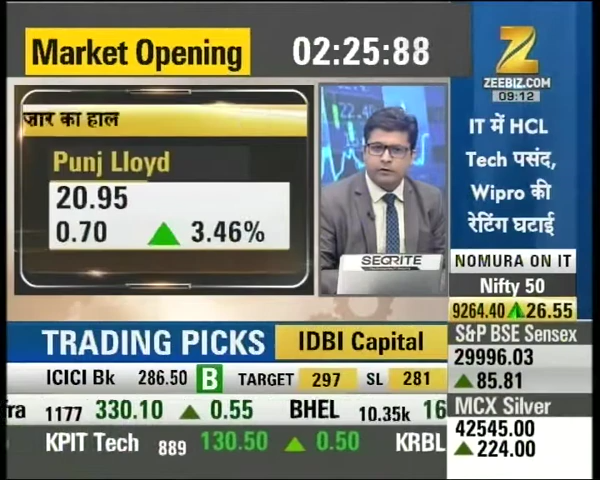 Market Opening
02:25:88
ZEEBIZ.COM
09:12
Punj Lloyd
20.95
0.70 ▲ 3.46%
SEQRITE
IT में HCL
Tech पसंद,
Wipro की
रेटिंग घटाई
NOMURA ON IT
Nifty 50
9264.40 ▲ 26.55
S&P BSE Sensex
29996.03
▲ 85.81
MCX Silver
42545.00
▲ 224.00
TRADING PICKS
IDBI Capital
ICICI Bk 286.50 B TARGET 297 SL 281
1177 330.10 ▲ 0.55 BHEL 10.35k 16
KPIT Tech 889 130.50 ▲ 0.50 KRBL